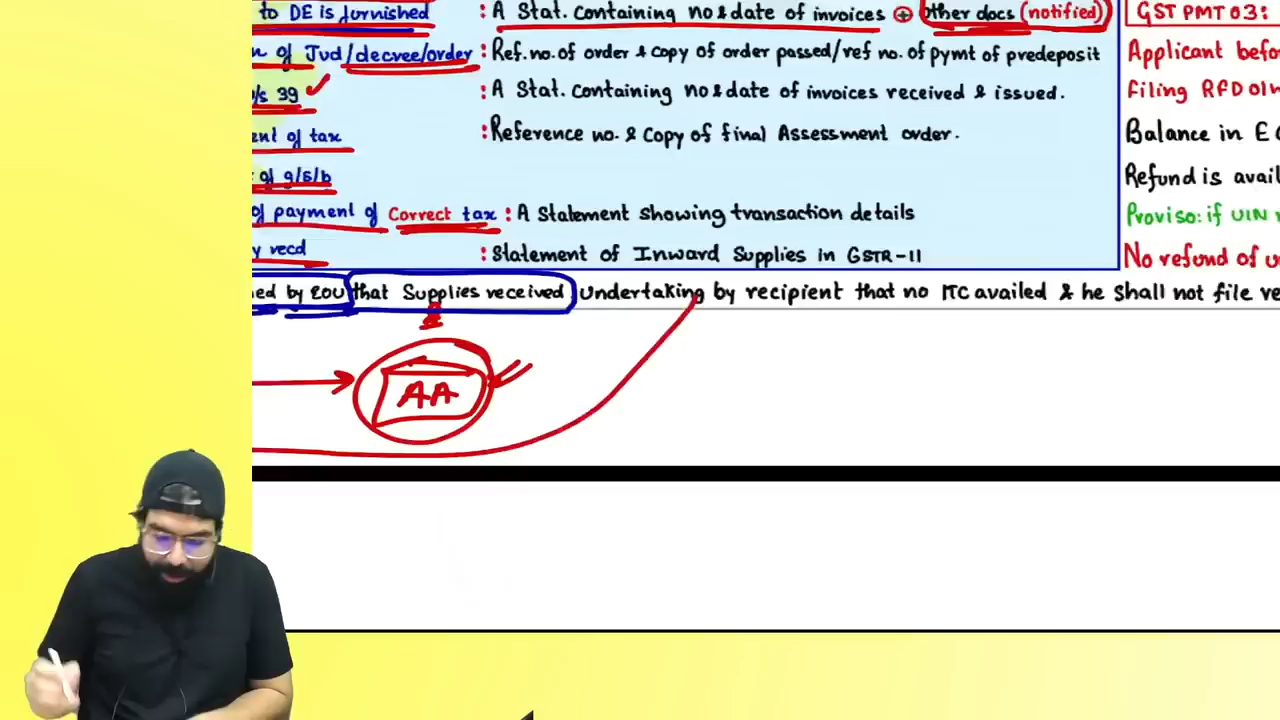 to DE is furnished : A Stat. Containing no & date of invoices + other docs (notified)
of Jud/decree/order : Ref. no. of order & copy of order passed/ref no. of pymt of predeposit
39 : A Stat. Containing no & date of invoices received & issued.
of tax : Reference no. & Copy of final Assessment order.
of g/s/b
of payment of Correct tax : A Statement showing transaction details
recd : Statement of Inward Supplies in GSTR-11
by EOU that Supplies received Undertaking by recipient that no ITC availed & he shall not file
AA
GST PMT 03:
Applicant
Filing RFD 01
Balance in
Refund is
Proviso: if UIN
No refund of